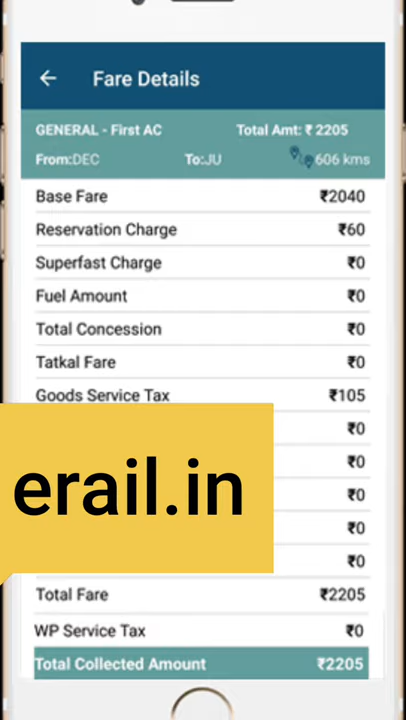 Fare Details
GENERAL - First AC Total Amt: ₹ 2205
From:DEC To:JU 606 kms
Base Fare ₹2040
Reservation Charge ₹60
Superfast Charge ₹0
Fuel Amount ₹0
Total Concession ₹0
Tatkal Fare ₹0
Goods Service Tax ₹105
₹0
₹0
erail.in
₹0
₹0
₹0
Total Fare ₹2205
WP Service Tax ₹0
Total Collected Amount ₹2205